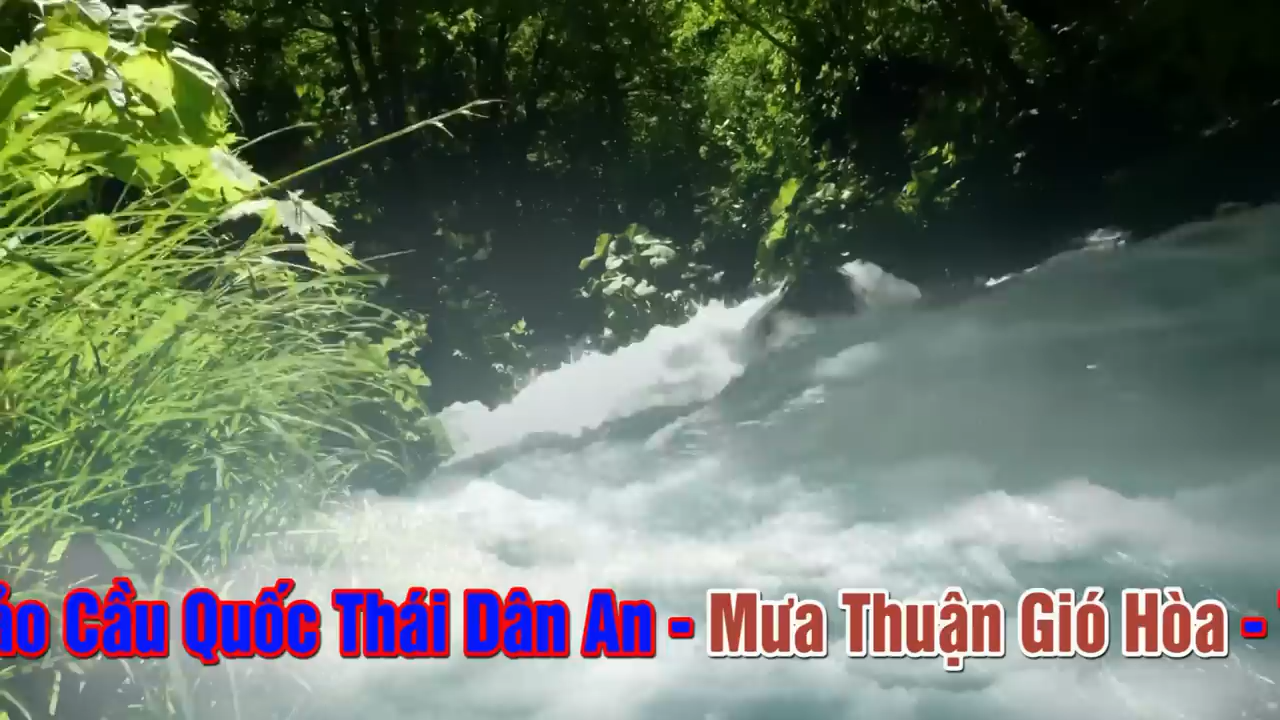 Cầu Quốc Thái Dân An - Mưa Thuận Gió Hòa -